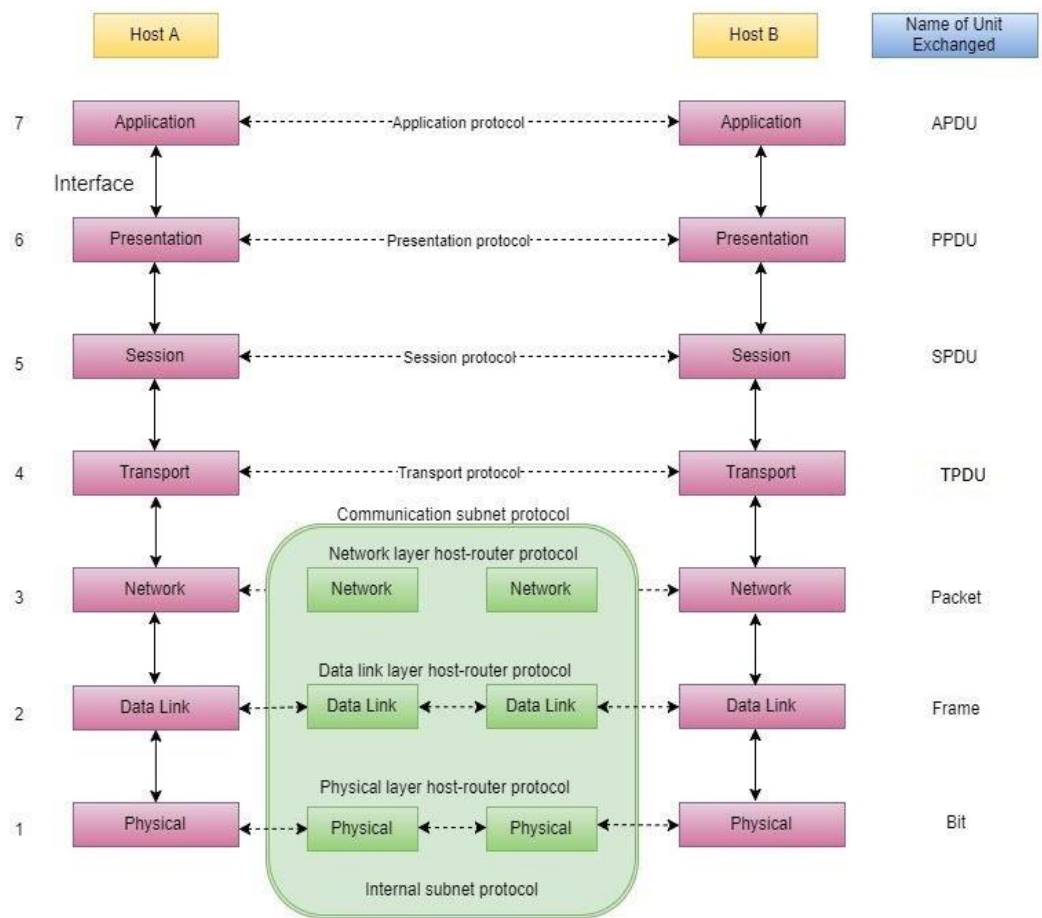 Host A
Host B
Name of Unit
Exchanged
7
Application
Application protocol
Application
APDU
Interface
6
Presentation
Presentation protocol
Presentation
PPDU
5
Session
Session protocol
Session
SPDU
4
Transport
Transport protocol
Transport
TPDU
Communication subnet protocol
Network layer host-router protocol
3
Network
Network
Network
Network
Packet
Data link layer host-router protocol
2
Data Link
Data Link
Data Link
Data Link
Frame
Physical layer host-router protocol
1
Physical
Physical
Physical
Physical
Bit
Internal subnet protocol